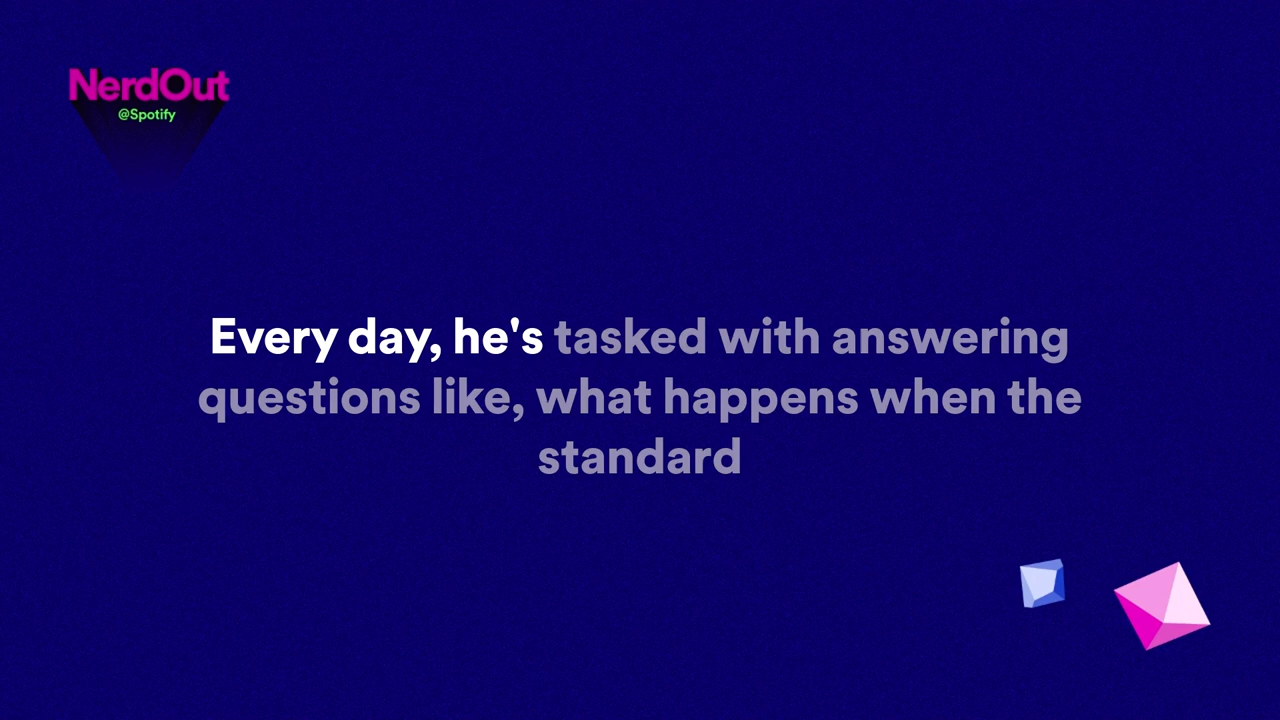 NerdOut
@Spotify
Every day, he's tasked with answering
questions like, what happens when the
standard